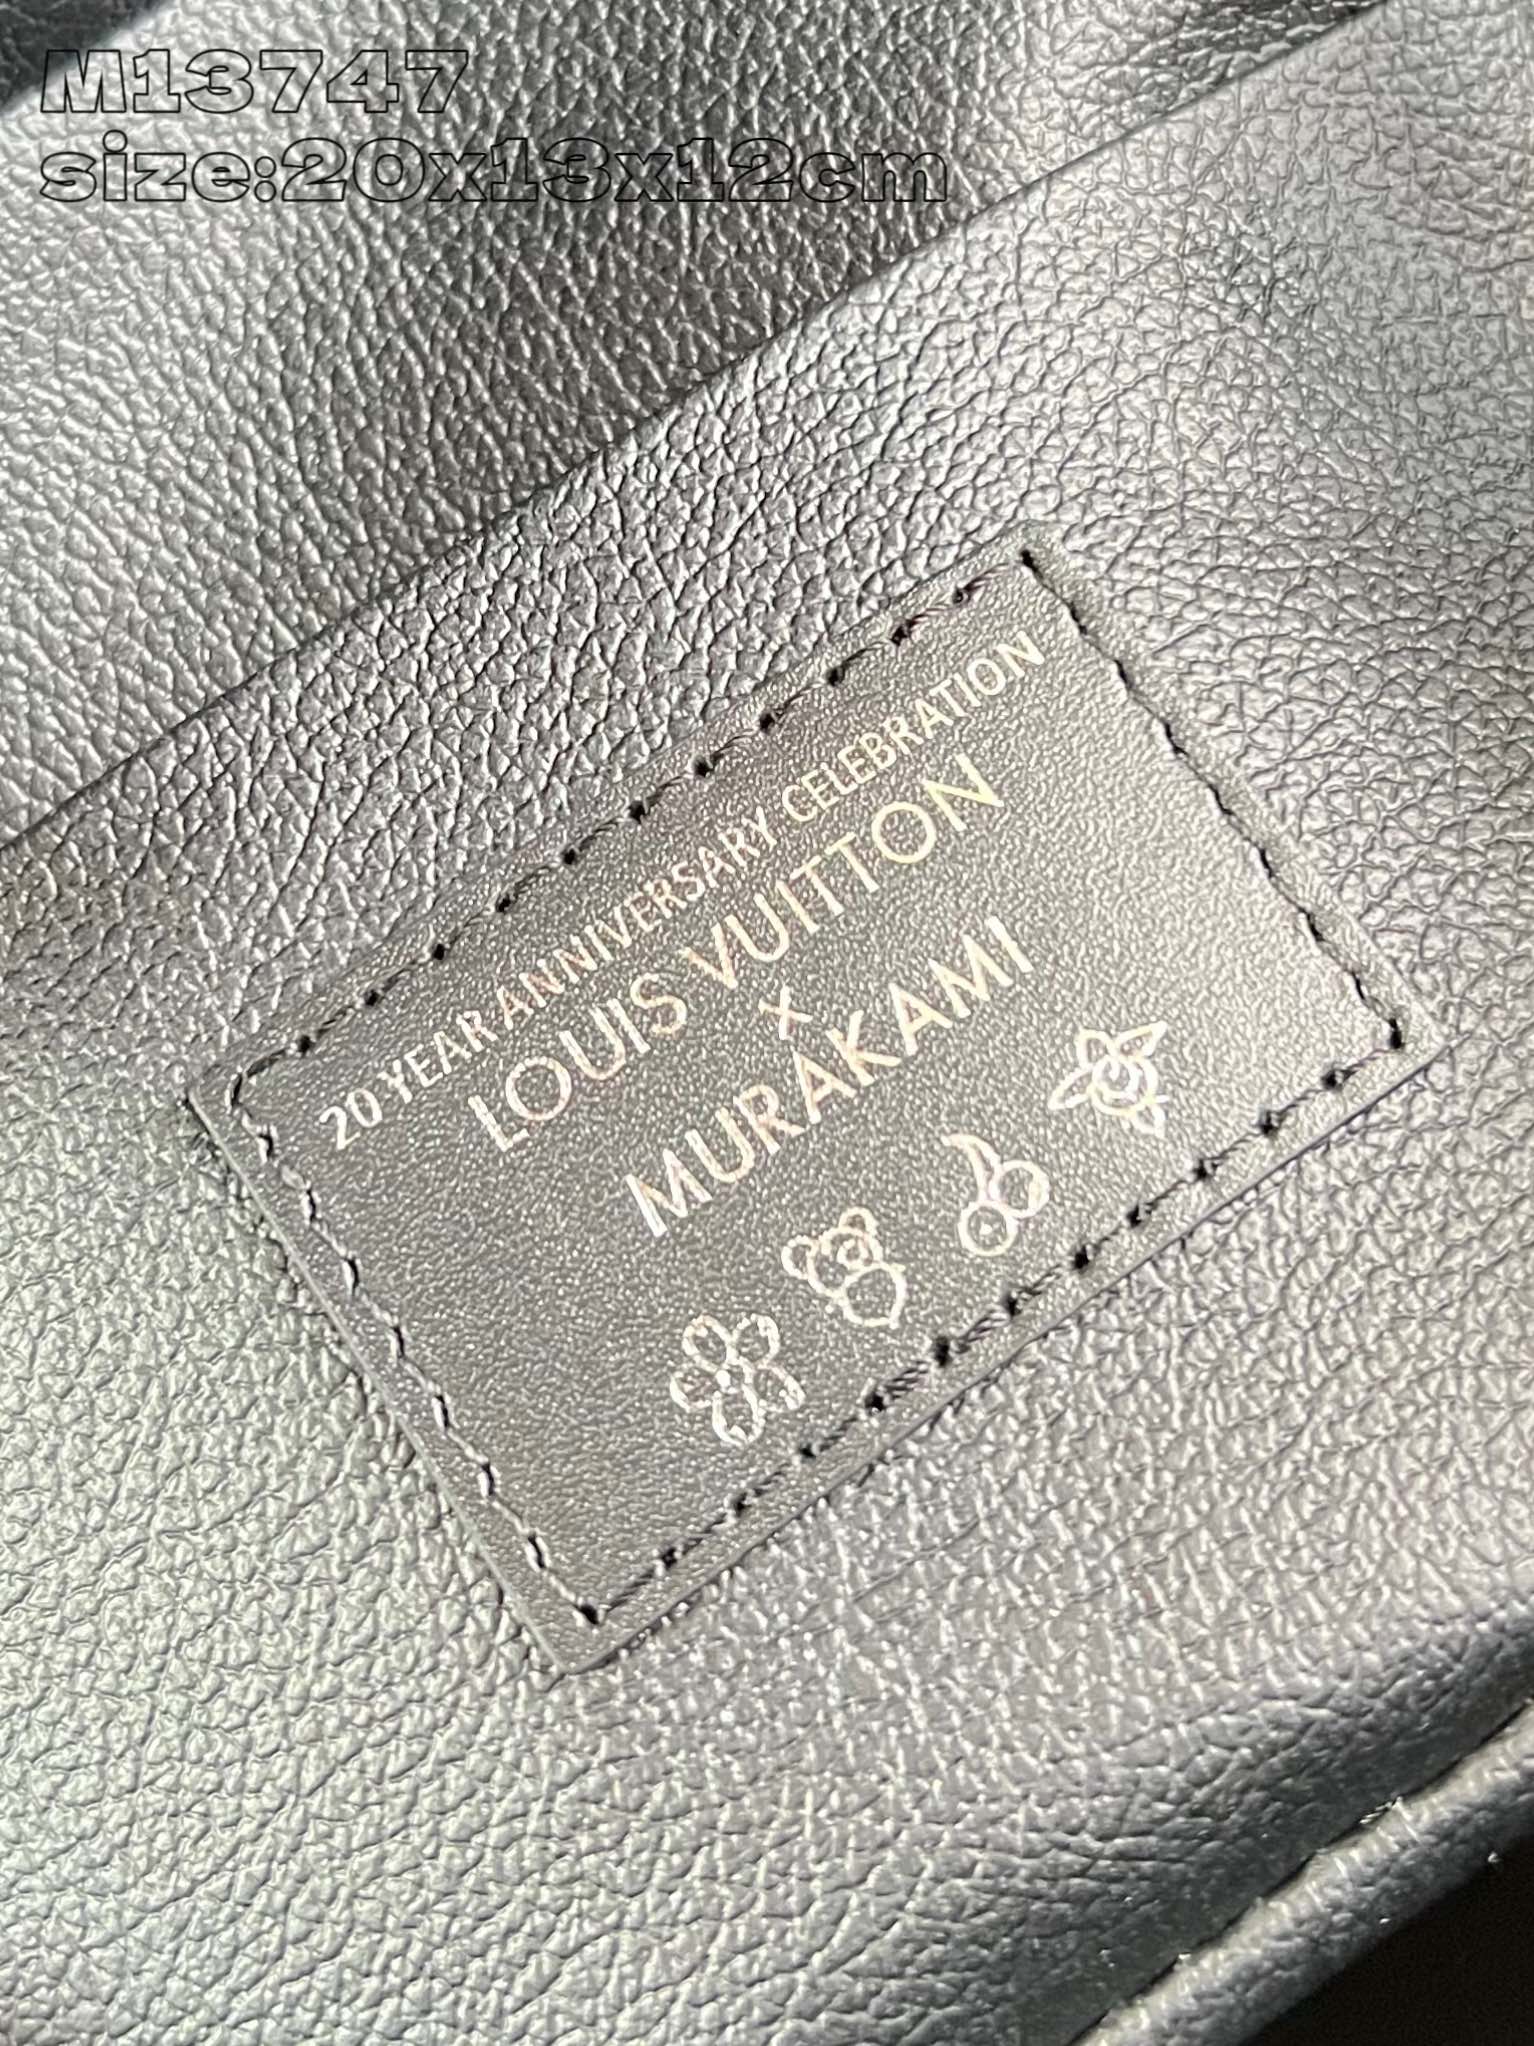 M13747
size:20x13x12cm
20 YEAR ANNIVERSARY CELEBRATION
LOUIS VUITTON
x
MURAKAMI